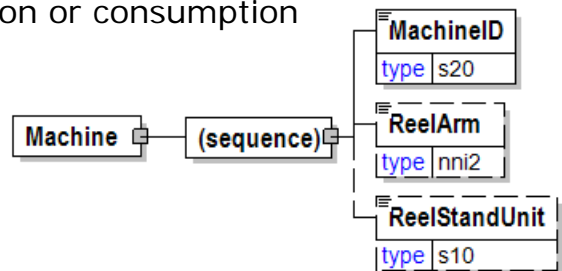 on or consumption
MachineID
type s20
ReelArm
type nni2
Machine
(sequence)
ReelStandUnit
type s10